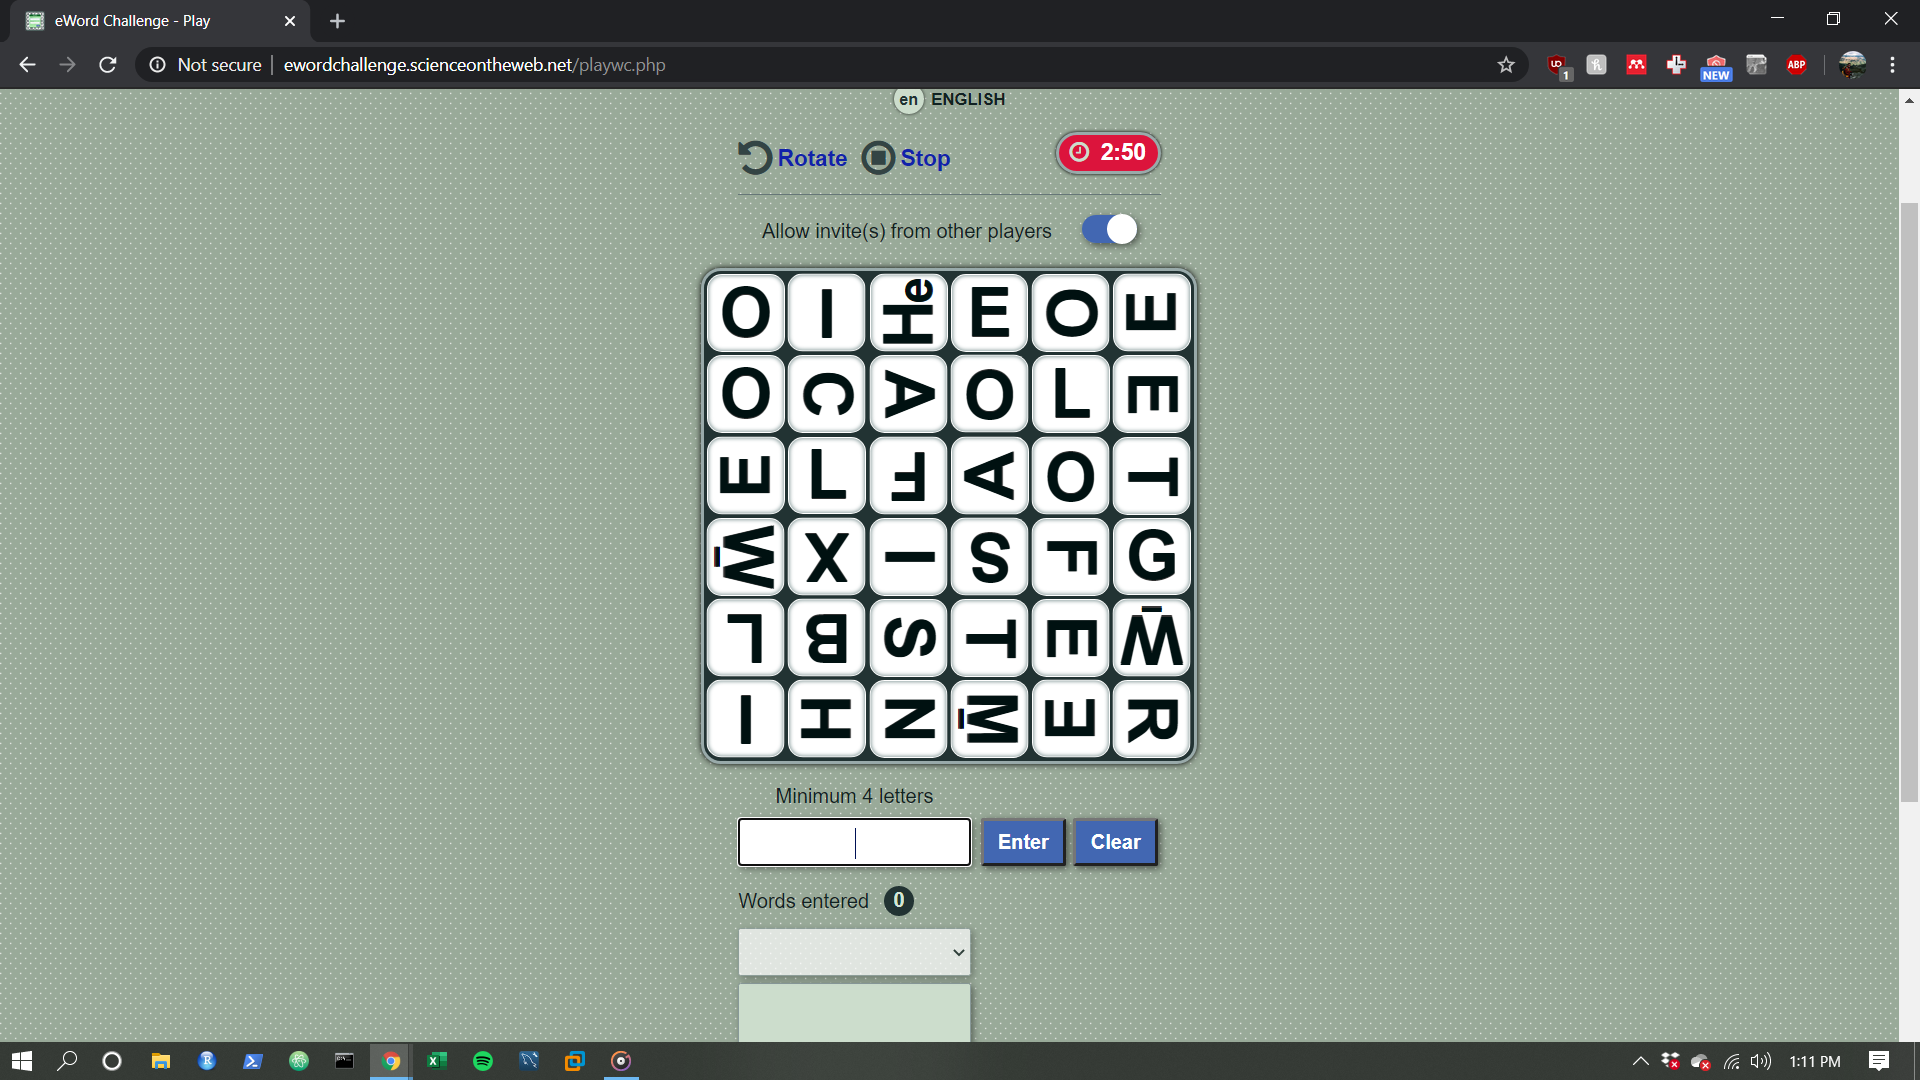 eWord Challenge - Play
Not secure | ewordchallenge.scienceontheweb.net/playwc.php
1
NEW
ABP
en ENGLISH
Rotate Stop 2:50
Allow invite(s) from other players
O I He E O E
O C A O L E
E L F A O T
W X I S F G
L B S T E W
I H N M E R
Minimum 4 letters
Enter Clear
Words entered 0
1:11 PM